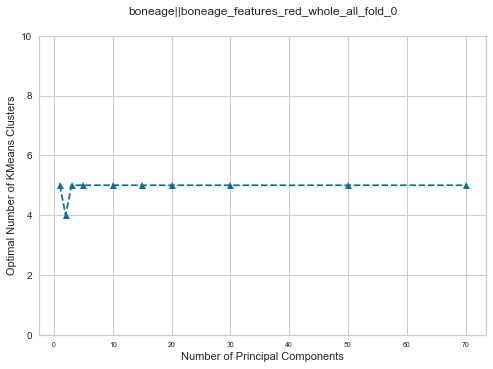 boneage||boneage_features_red_whole_all_fold_0
10
8
6
4
2
0
Optimal Number of KMeans Clusters
0 10 20 30 40 50 60 70
Number of Principal Components